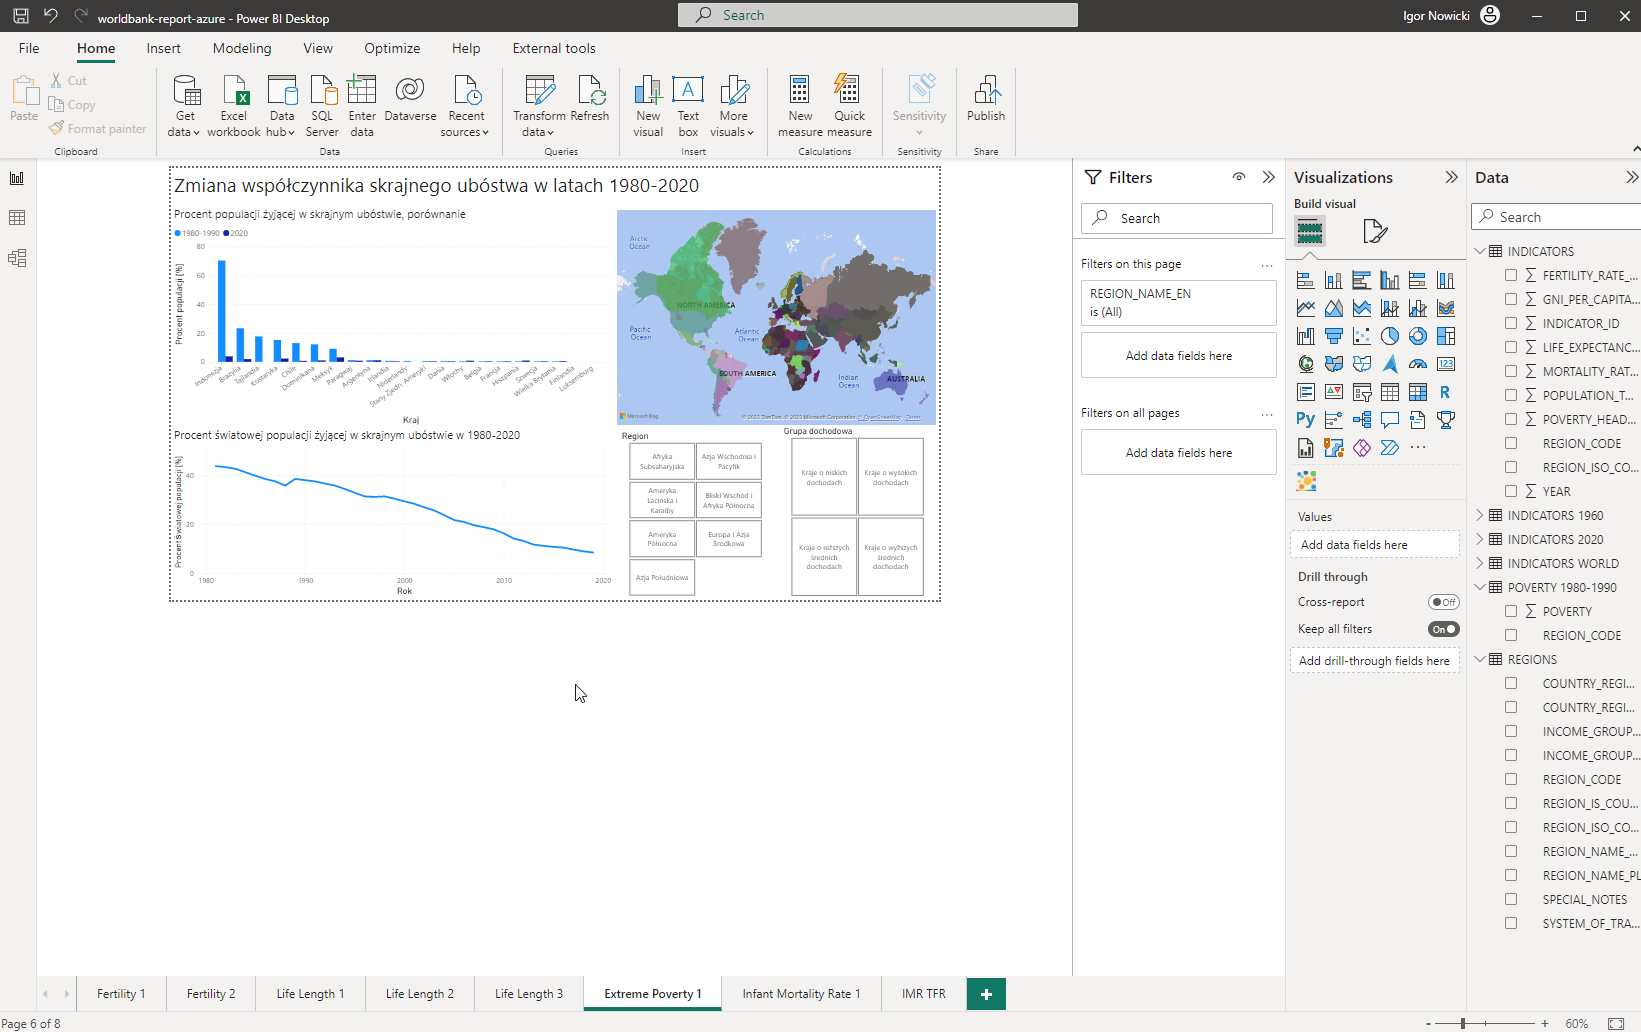 worldbank-report-azure - Power BI Desktop
Search
Igor Nowicki
File
Home
Insert
Modeling
View
Optimize
Help
External tools
Paste
Cut
Copy
Format painter
Clipboard
Get data
Excel workbook
Data hub
SQL Server
Enter data
Dataverse
Recent sources
Data
Transform data
Refresh
Queries
New visual
Text box
More visuals
Insert
New measure
Quick measure
Calculations
Sensitivity
Sensitivity
Publish
Share
Zmiana współczynnika skrajnego ubóstwa w latach 1980-2020
Procent populacji żyjącej w skrajnym ubóstwie, porównanie
1980-1990 2020
Procent populacji [%]
80
60
40
20
0
Indonezja
Brazylia
Tajlandia
Kostaryka
Chile
Dominikana
Meksyk
Paragwaj
Argentyna
Irlandia
Niderlandy
Stany Zjedn. Ameryki
Dania
Włochy
Belgia
Francja
Hiszpania
Szwecja
Wielka Brytania
Finlandia
Luksemburg
Kraj
Arctic Ocean
NORTH AMERICA
Pacific Ocean
Atlantic Ocean
SOUTH AMERICA
Indian Ocean
AUSTRALIA
Microsoft Bing
© 2023 TomTom, © 2023 Microsoft Corporation, © OpenStreetMap, Terms
Procent światowej populacji żyjącej w skrajnym ubóstwie w 1980-2020
Procent światowej populacji [%]
40
20
0
1980
1990
2000
2010
2020
Rok
Region
Afryka Subsaharyjska
Azja Wschodnia i Pacyfik
Ameryka Łacińska i Karaiby
Bliski Wschód i Afryka Północna
Ameryka Północna
Europa i Azja Środkowa
Azja Południowa
Grupa dochodowa
Kraje o niskich dochodach
Kraje o wysokich dochodach
Kraje o niższych średnich dochodach
Kraje o wyższych średnich dochodach
Filters
Search
Filters on this page
...
REGION_NAME_EN
is (All)
Add data fields here
Filters on all pages
...
Add data fields here
Visualizations
Build visual
123
R
Py
...
Values
Add data fields here
Drill through
Cross-report
Off
Keep all filters
On
Add drill-through fields here
Data
Search
INDICATORS
FERTILITY_RATE_...
GNI_PER_CAPITA...
INDICATOR_ID
LIFE_EXPECTANC...
MORTALITY_RAT...
POPULATION_T...
POVERTY_HEAD...
REGION_CODE
REGION_ISO_CO...
YEAR
INDICATORS 1960
INDICATORS 2020
INDICATORS WORLD
POVERTY 1980-1990
POVERTY
REGION_CODE
REGIONS
COUNTRY_REGI...
COUNTRY_REGI...
INCOME_GROUP...
INCOME_GROUP...
REGION_CODE
REGION_IS_COU...
REGION_ISO_CO...
REGION_NAME_...
REGION_NAME_PL
SPECIAL_NOTES
SYSTEM_OF_TRA...
Fertility 1
Fertility 2
Life Length 1
Life Length 2
Life Length 3
Extreme Poverty 1
Infant Mortality Rate 1
IMR TFR
+
Page 6 of 8
- + 60%